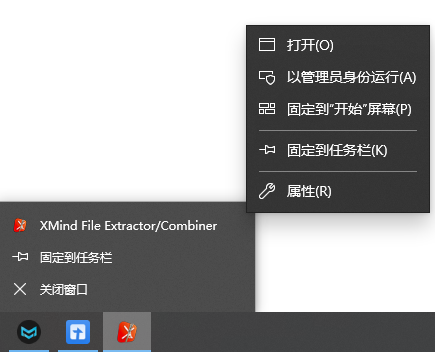 打开(O)
以管理员身份运行(A)
固定到“开始”屏幕(P)
固定到任务栏(K)
属性(R)
XMind File Extractor/Combiner
固定到任务栏
关闭窗口